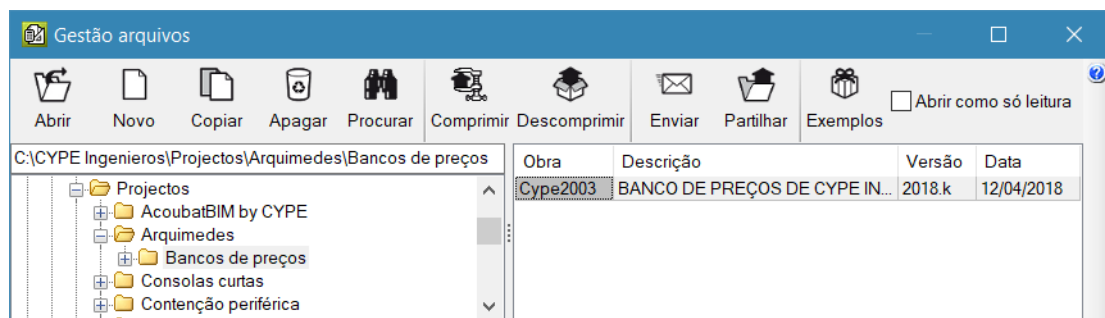 Gestão arquivos
Abrir Novo Copiar Apagar Procurar Comprimir Descomprimir Enviar Partilhar Exemplos Abrir como só leitura
C:\CYPE Ingenieros\Projectos\Arquimedes\Bancos de preços
Projectos
AcoubatBIM by CYPE
Arquimedes
Bancos de preços
Consolas curtas
Contenção periférica
Obra Descrição Versão Data
Cype2003 BANCO DE PREÇOS DE CYPE IN... 2018.k 12/04/2018